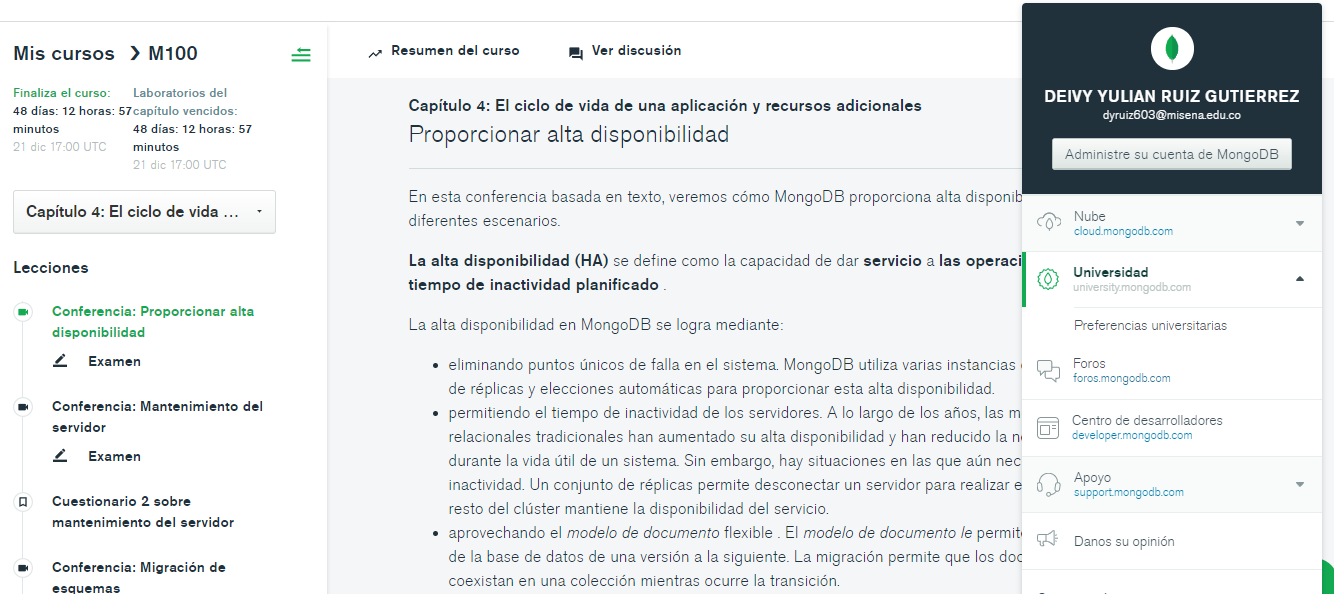 Mis cursos > M100
Finaliza el curso:
48 días: 12 horas: 57
minutos
21 dic 17:00 UTC
Laboratorios del
capítulo vencidos:
48 días: 12 horas: 57
minutos
21 dic 17:00 UTC
Capítulo 4: El ciclo de vida ...
Lecciones
Conferencia: Proporcionar alta
disponibilidad
Examen
Conferencia: Mantenimiento del
servidor
Examen
Cuestionario 2 sobre
mantenimiento del servidor
Conferencia: Migración de
esquemas
Resumen del curso
Ver discusión
Capítulo 4: El ciclo de vida de una aplicación y recursos adicionales
Proporcionar alta disponibilidad
En esta conferencia basada en texto, veremos cómo MongoDB proporciona alta disponib
diferentes escenarios.
La alta disponibilidad (HA) se define como la capacidad de dar servicio a las operaci
tiempo de inactividad planificado .
La alta disponibilidad en MongoDB se logra mediante:
• eliminando puntos únicos de falla en el sistema. MongoDB utiliza varias instancias
de réplicas y elecciones automáticas para proporcionar esta alta disponibilidad.
• permitiendo el tiempo de inactividad de los servidores. A lo largo de los años, las m
relacionales tradicionales han aumentado su alta disponibilidad y han reducido la n
durante la vida útil de un sistema. Sin embargo, hay situaciones en las que aún nec
inactividad. Un conjunto de réplicas permite desconectar un servidor para realizar e
resto del clúster mantiene la disponibilidad del servicio.
• aprovechando el modelo de documento flexible . El modelo de documento le permit
de la base de datos de una versión a la siguiente. La migración permite que los doc
coexistan en una colección mientras ocurre la transición.
DEIVY YULIAN RUIZ GUTIERREZ
dyruiz603@misena.edu.co
Administre su cuenta de MongoDB
Nube
cloud.mongodb.com
Universidad
university.mongodb.com
Preferencias universitarias
Foros
foros.mongodb.com
Centro de desarrolladores
developer.mongodb.com
Apoyo
support.mongodb.com
Danos su opinión